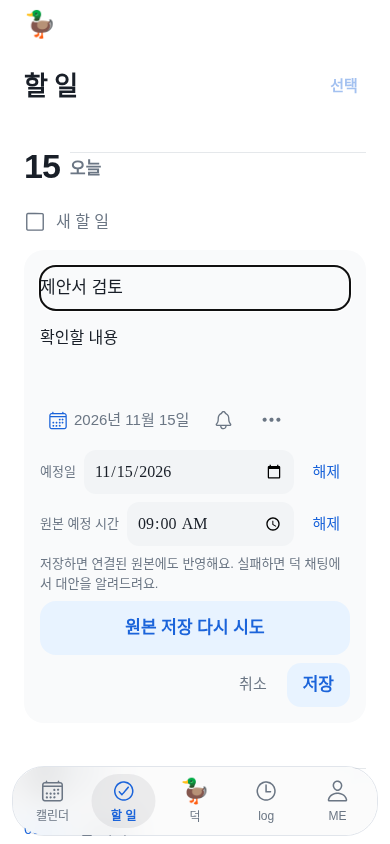 할 일
선택
15 오늘
새 할 일
제안서 검토
확인할 내용
2026년 11월 15일
예정일 11/15/2026 해제
원본 예정 시간 09:00 AM 해제
저장하면 연결된 원본에도 반영해요. 실패하면 덕 채팅에
서 대안을 알려드려요.
원본 저장 다시 시도
취소 저장
캘린더 할 일 덕 log ME